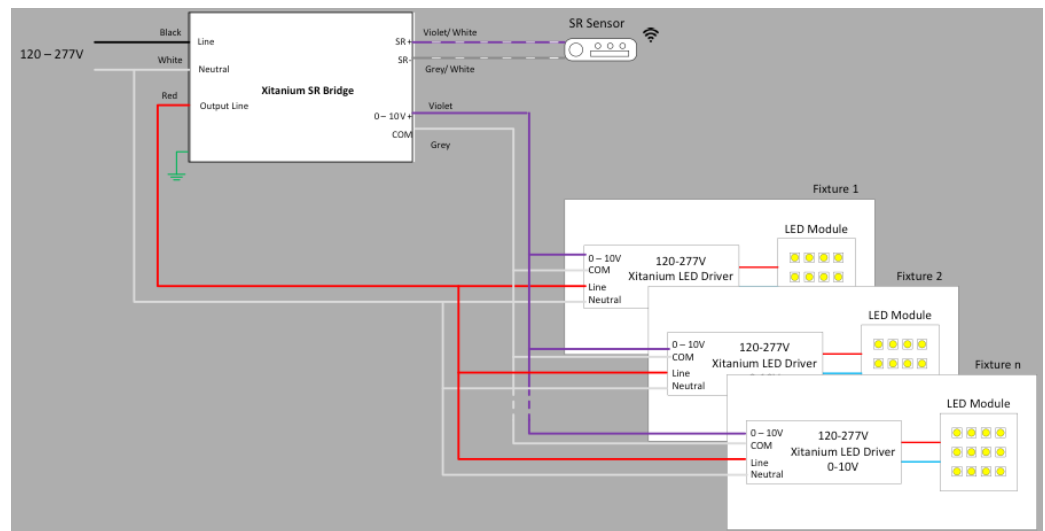 SR Sensor
Black
Violet/ White
Line
SR+
120 – 277V
White
SR-
Neutral
Grey/ White
Xitanium SR Bridge
Red
Output Line
Violet
0 – 10V+
COM
Grey
Fixture 1
LED Module
0 – 10V
COM
120-277V
Xitanium LED Driver
Line
Neutral
Fixture 2
LED Module
0 – 10V
COM
120-277V
Xitanium LED Driver
Line
Neutral
Fixture n
LED Module
0 – 10V
COM
120-277V
Xitanium LED Driver
0-10V
Line
Neutral